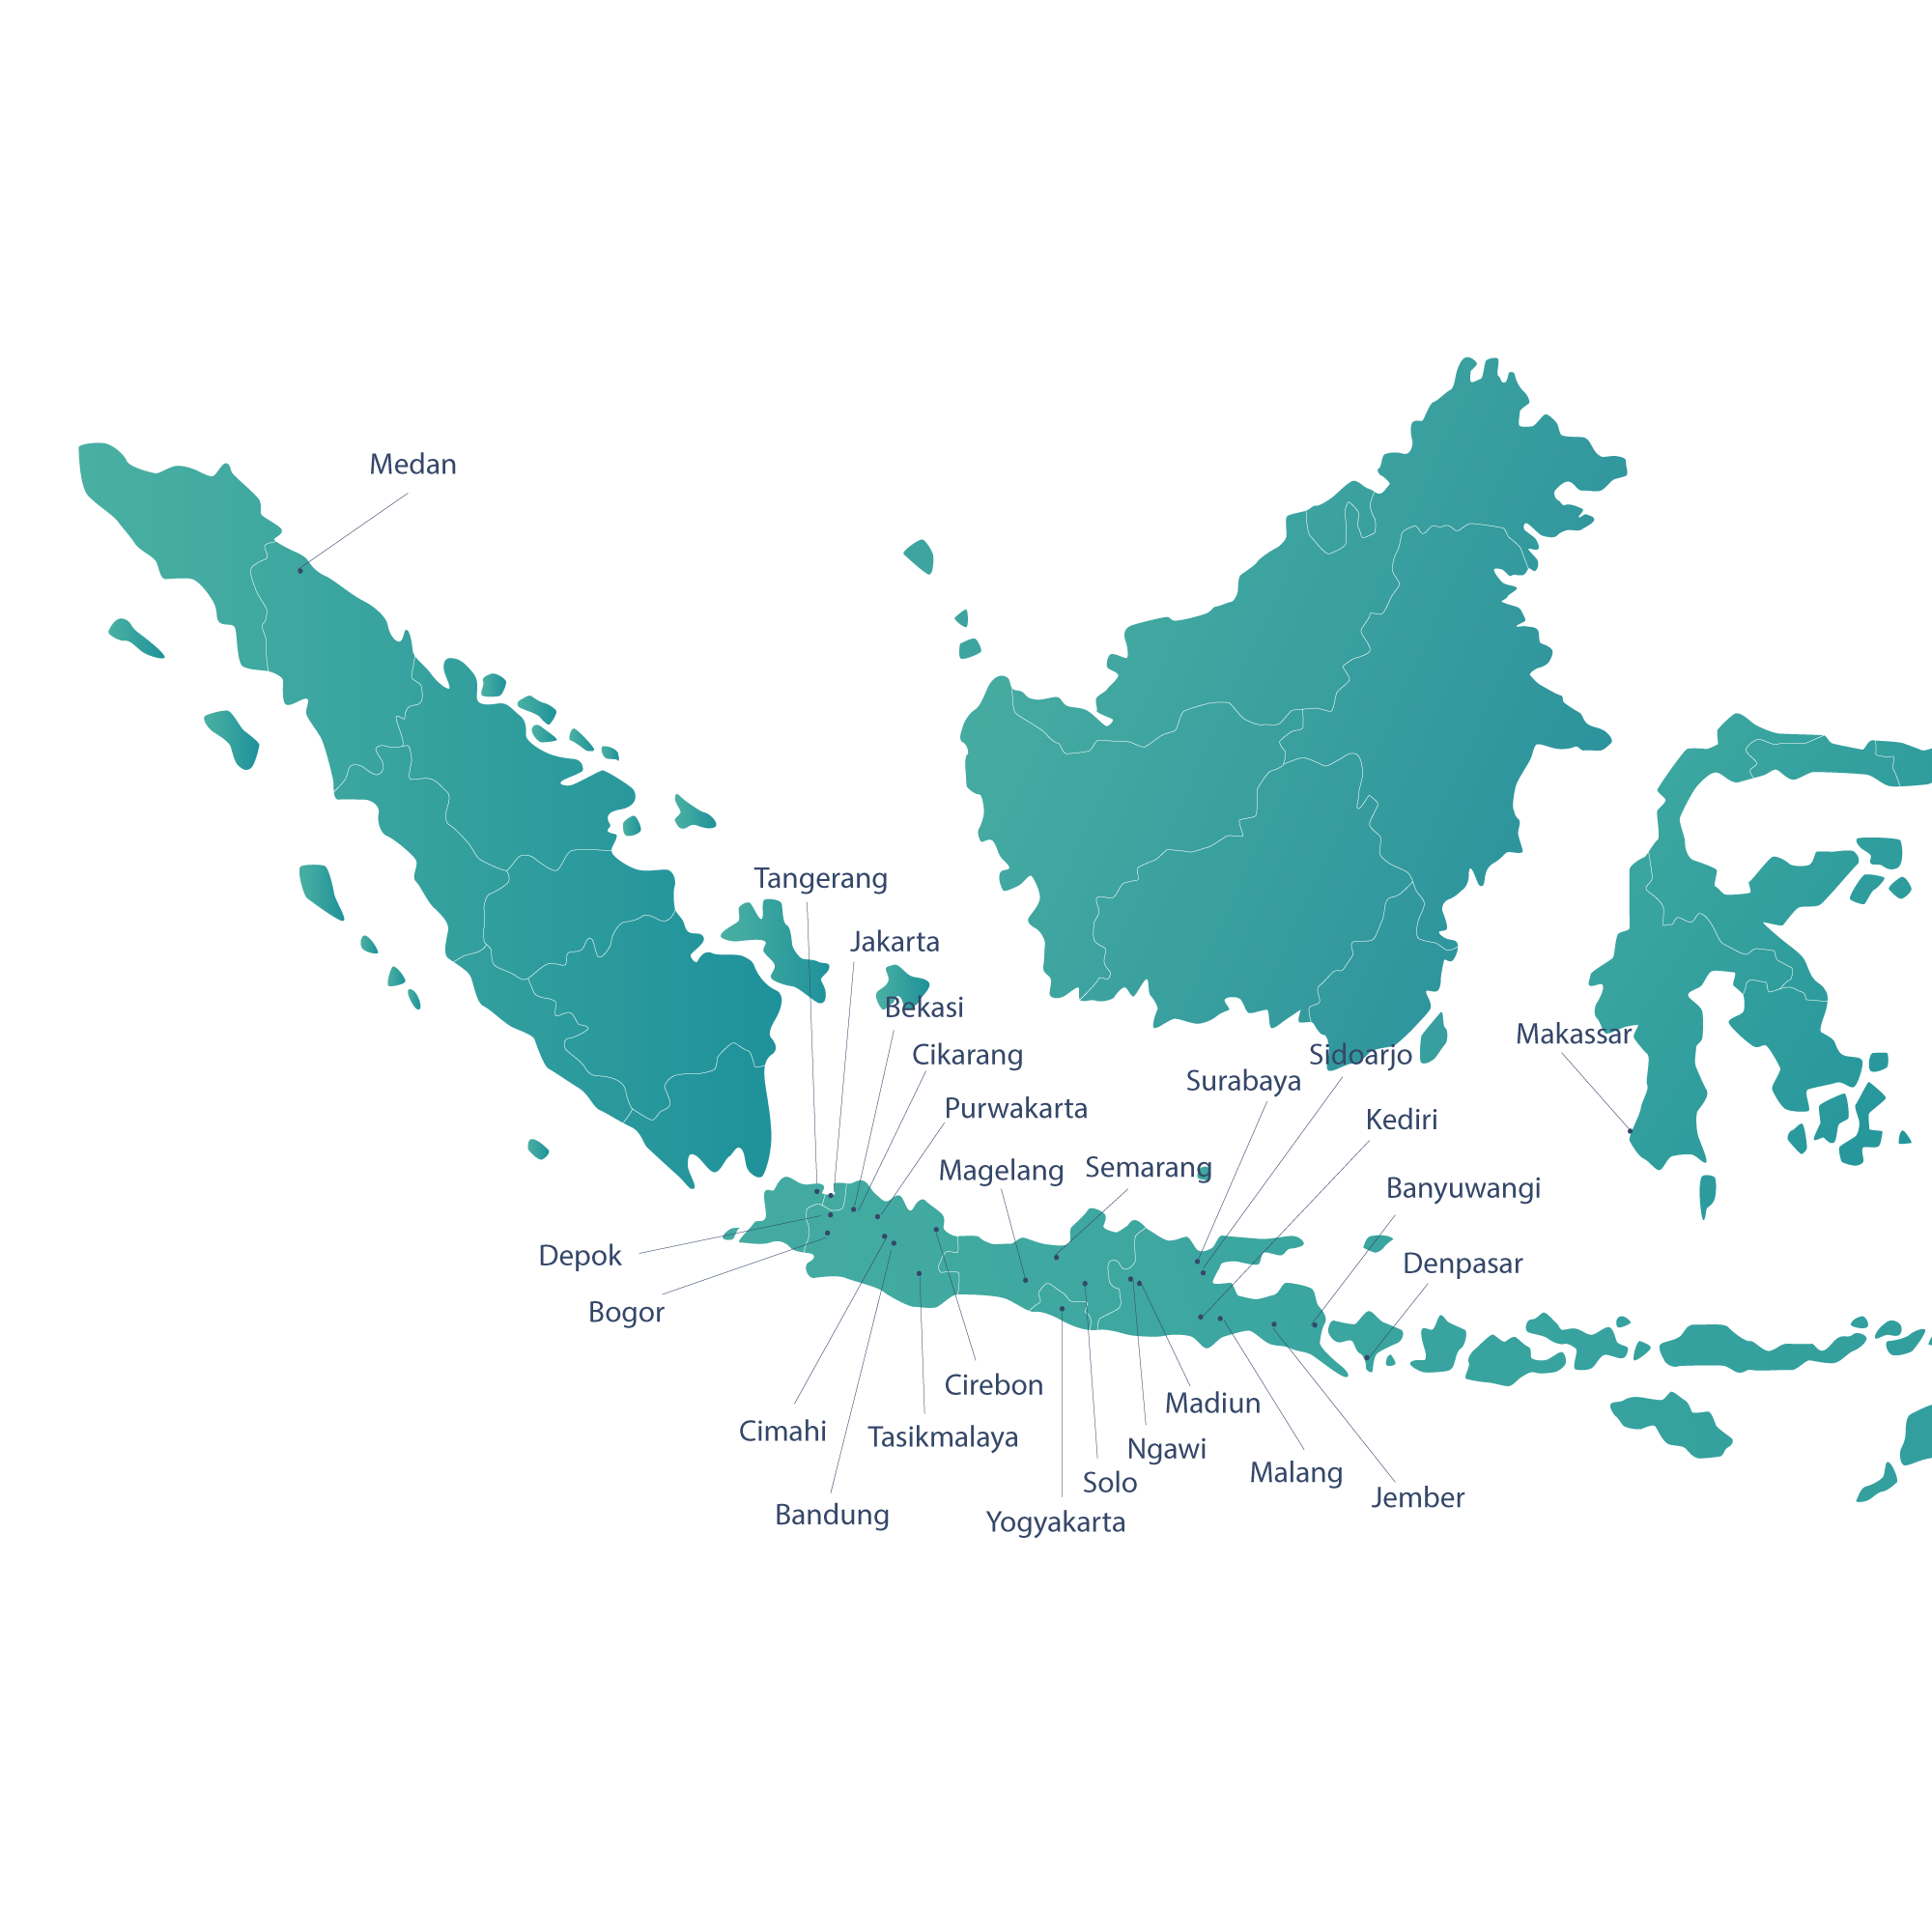 Medan
Tangerang
Jakarta
Bekasi
Cikarang
Purwakarta
Magelang
Semarang
Surabaya
Sidoarjo
Kediri
Makassar
Banyuwangi
Denpasar
Depok
Bogor
Cimahi
Bandung
Tasikmalaya
Cirebon
Yogyakarta
Solo
Ngawi
Madiun
Malang
Jember